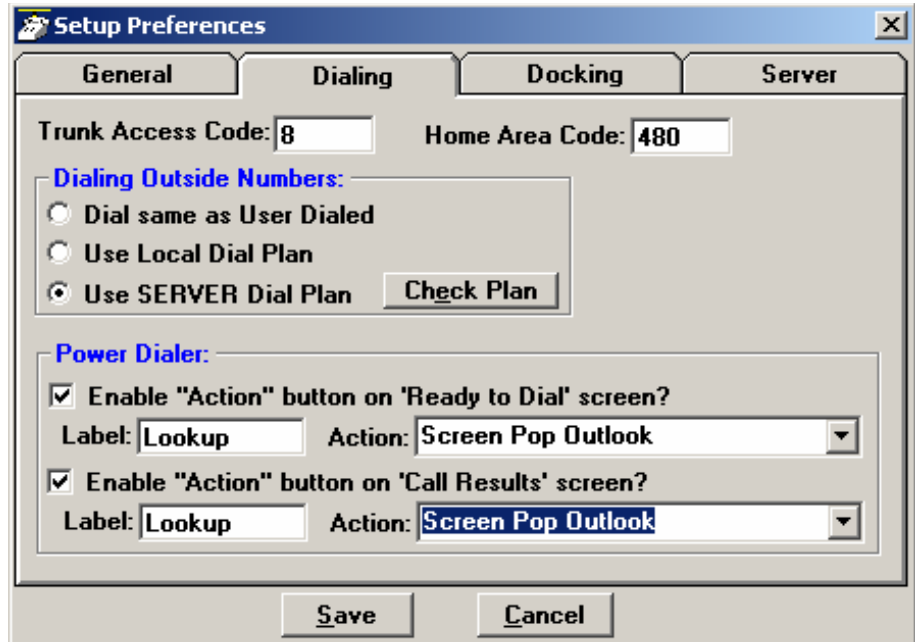 Setup Preferences
General Dialing Docking Server
Trunk Access Code: 8 Home Area Code: 480
Dialing Outside Numbers:
Dial same as User Dialed
Use Local Dial Plan
Use SERVER Dial Plan Check Plan
Power Dialer:
Enable "Action" button on 'Ready to Dial' screen?
Label: Lookup Action: Screen Pop Outlook
Enable "Action" button on 'Call Results' screen?
Label: Lookup Action: Screen Pop Outlook
Save Cancel